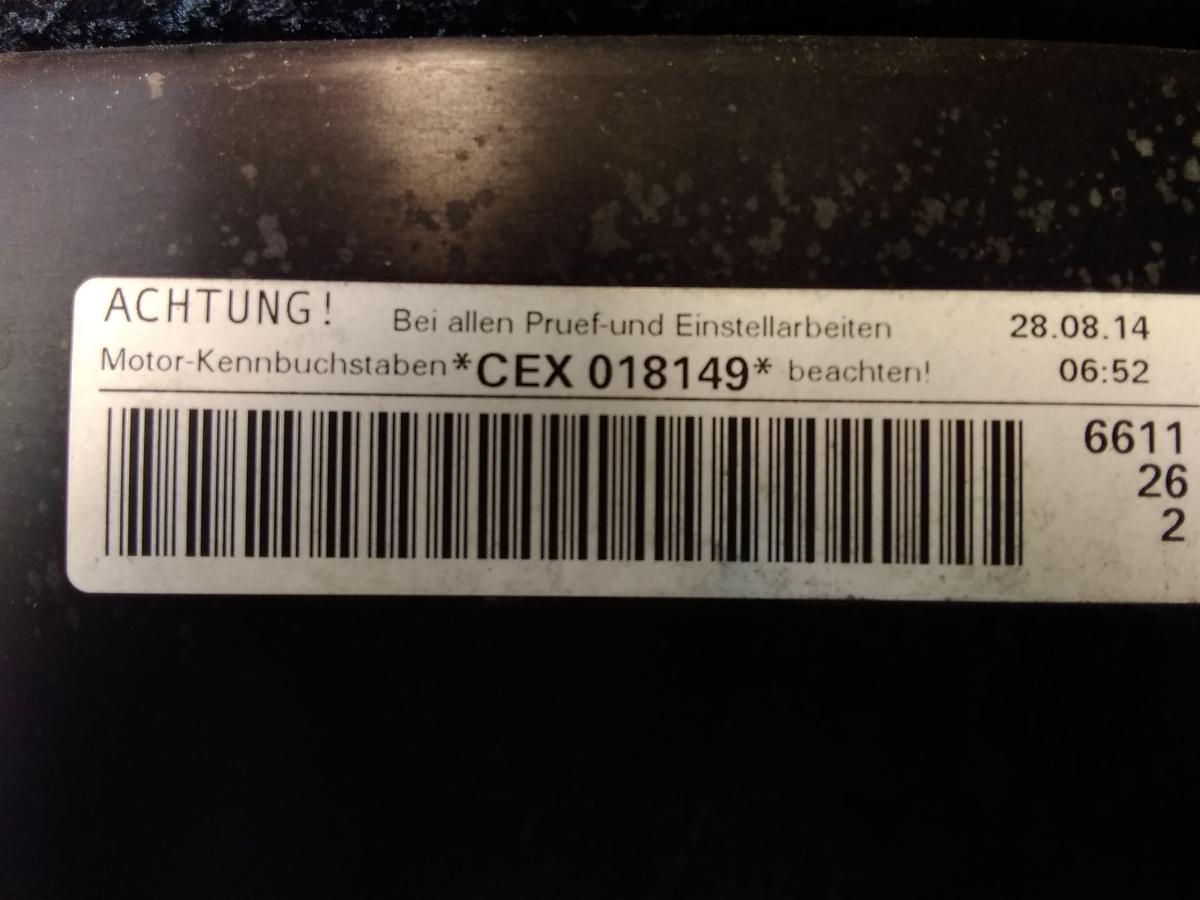 ACHTUNG! Bei allen Pruef-und Einstellarbeiten 28.08.14
Motor-Kennbuchstaben *CEX 018149* beachten! 06:52
6611
26
2